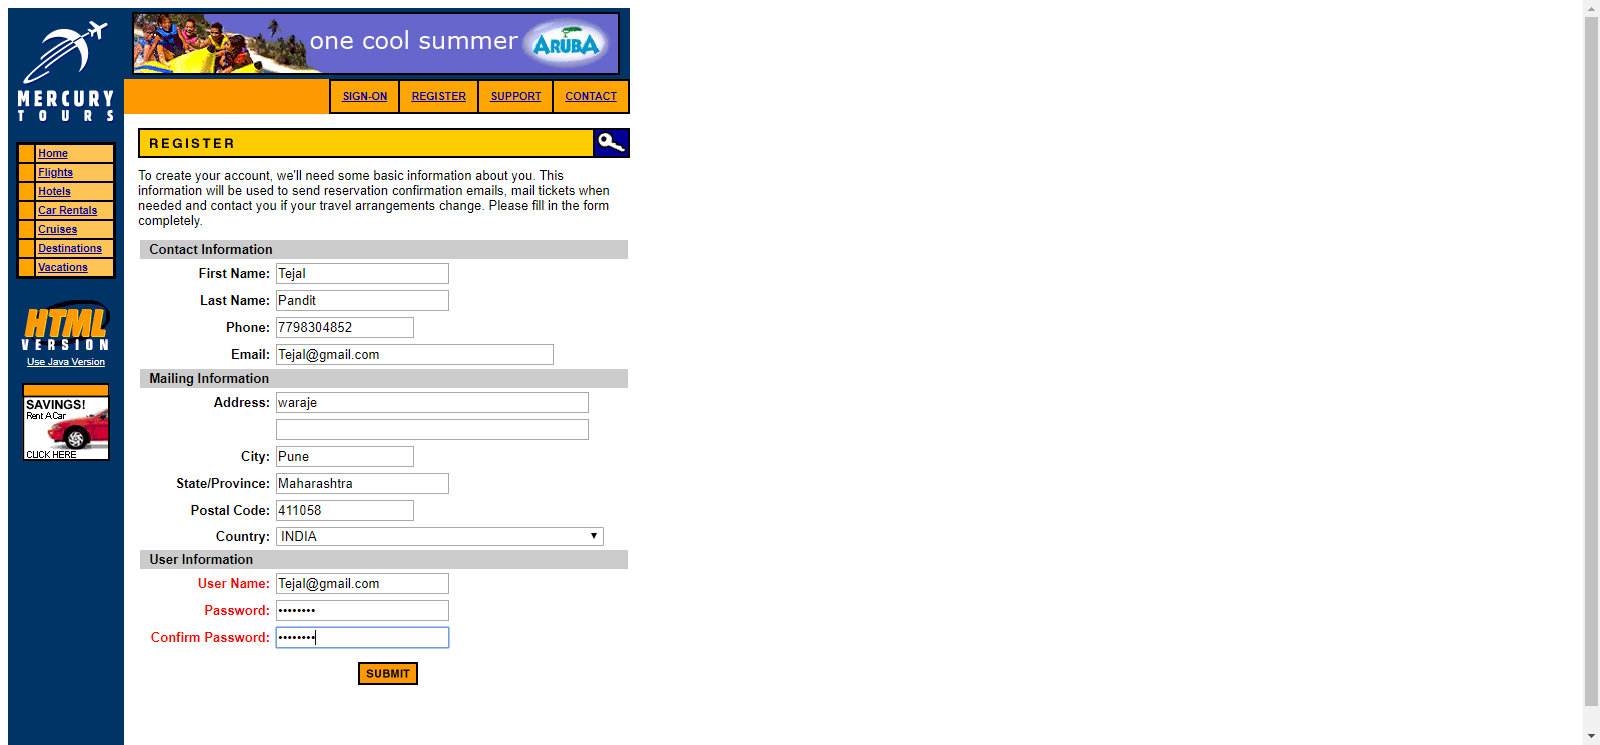 one cool summer ARUBA
MERCURY
TOURS
SIGN-ON REGISTER SUPPORT CONTACT
Home
Flights
Hotels
Car Rentals
Cruises
Destinations
Vacations
HTML
VERSION
Use Java Version
SAVINGS!
Rent A Car
CLICK HERE
REGISTER
To create your account, we'll need some basic information about you. This
information will be used to send reservation confirmation emails, mail tickets when
needed and contact you if your travel arrangements change. Please fill in the form
completely.
Contact Information
First Name: Tejal
Last Name: Pandit
Phone: 7798304852
Email: Tejal@gmail.com
Mailing Information
Address: waraje
City: Pune
State/Province: Maharashtra
Postal Code: 411058
Country: INDIA
User Information
User Name: Tejal@gmail.com
Password: ••••••••
Confirm Password: ••••••••
SUBMIT